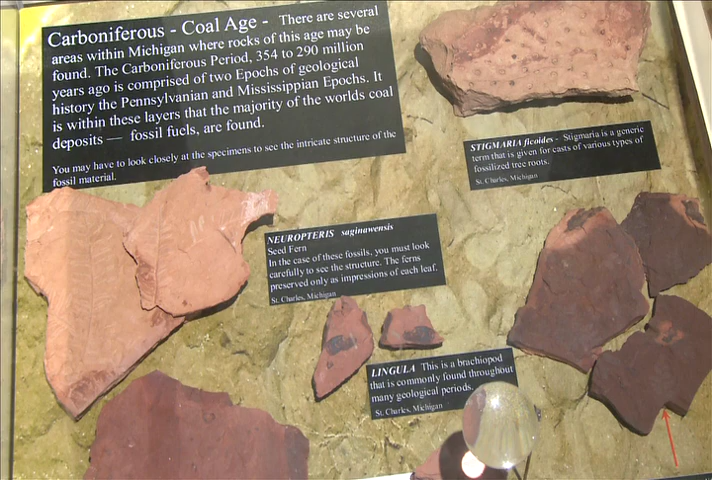 Carboniferous - Coal Age - There are several
areas within Michigan where rocks of this age may be
found. The Carboniferous Period, 354 to 290 million
years ago is comprised of two Epochs of geological
history the Pennsylvanian and Mississippian Epochs. It
is within these layers that the majority of the worlds coal
deposits — fossil fuels, are found.
You may have to look closely at the specimens to see the intricate structure of the
fossil material.
STIGMARIA ficoides - Stigmaria is a generic
term that is given for casts of various types of
fossilized tree roots.
St. Charles, Michigan
NEUROPTERIS saginawensis
Seed Fern
In the case of these fossils, you must look
carefully to see the structure. The ferns
preserved only as impressions of each leaf.
St. Charles, Michigan
LINGULA This is a brachiopod
that is commonly found throughout
many geological periods.
St. Charles, Michigan